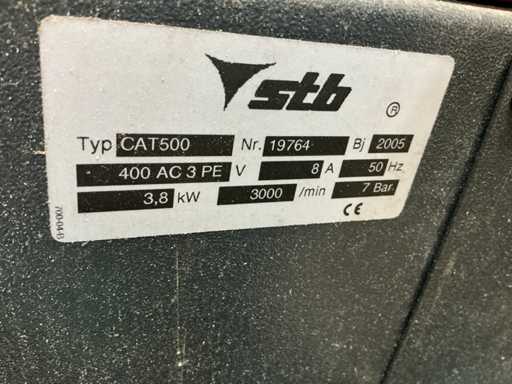 stb ®
Typ CAT500 Nr. 19764 Bj 2005
400 AC 3 PE V 8 A 50 Hz
3,8 kW 3000 /min 7 Bar
CE